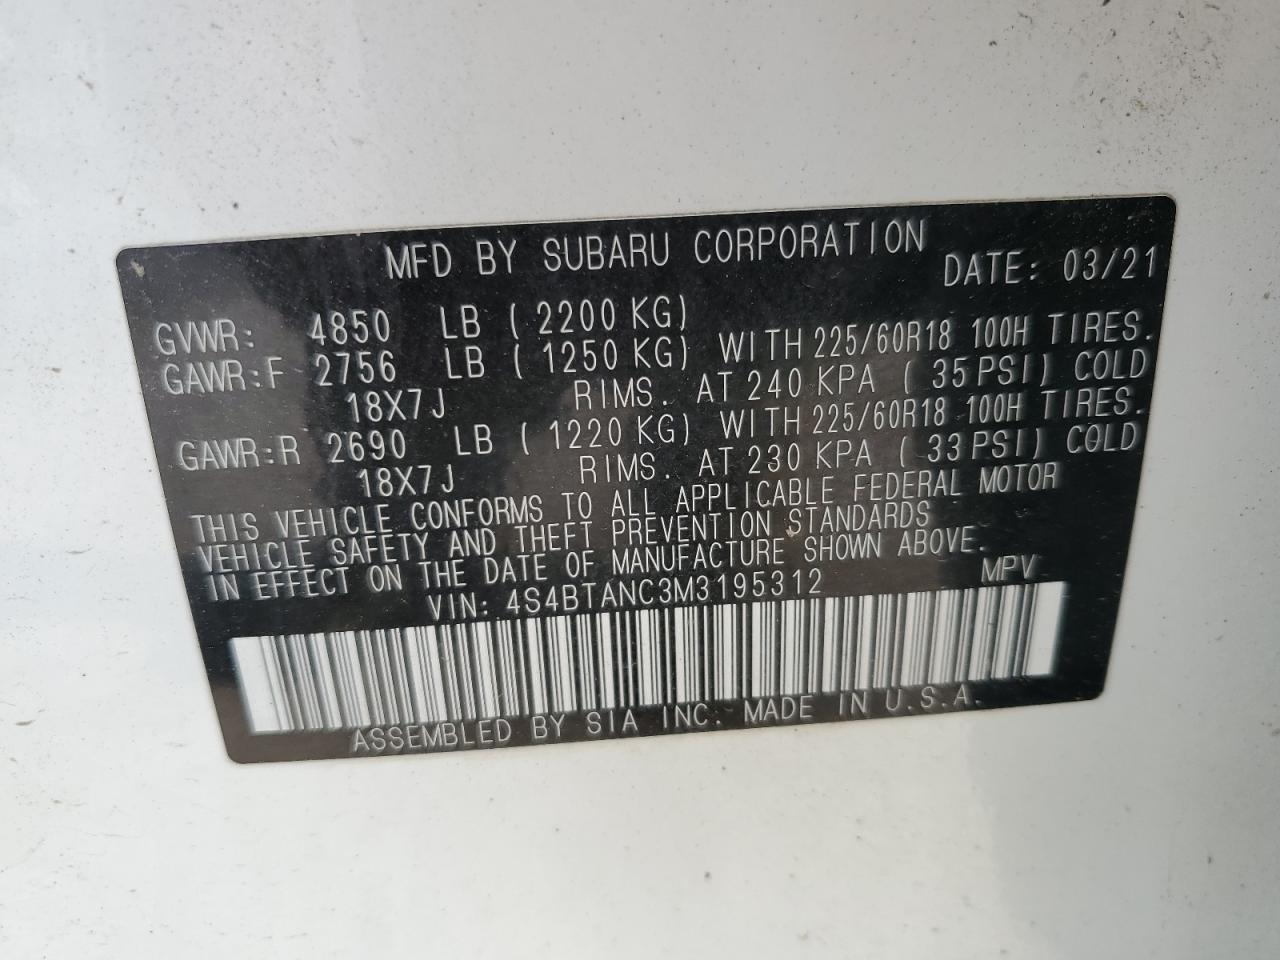 MFD BY SUBARU CORPORATION DATE: 03/21
GVWR: 4850 LB ( 2200 KG)
GAWR:F 2756 LB ( 1250 KG) WITH 225/60R18 100H TIRES.
18X7J RIMS. AT 240 KPA ( 35PSI) COLD
GAWR:R 2690 LB ( 1220 KG) WITH 225/60R18 100H TIRES.
18X7J RIMS. AT 230 KPA ( 33PSI) COLD
THIS VEHICLE CONFORMS TO ALL APPLICABLE FEDERAL MOTOR
VEHICLE SAFETY AND THEFT PREVENTION STANDARDS
IN EFFECT ON THE DATE OF MANUFACTURE SHOWN ABOVE.
VIN: 4S4BTANC3M3195312 MPV
ASSEMBLED BY SIA INC. MADE IN U.S.A.